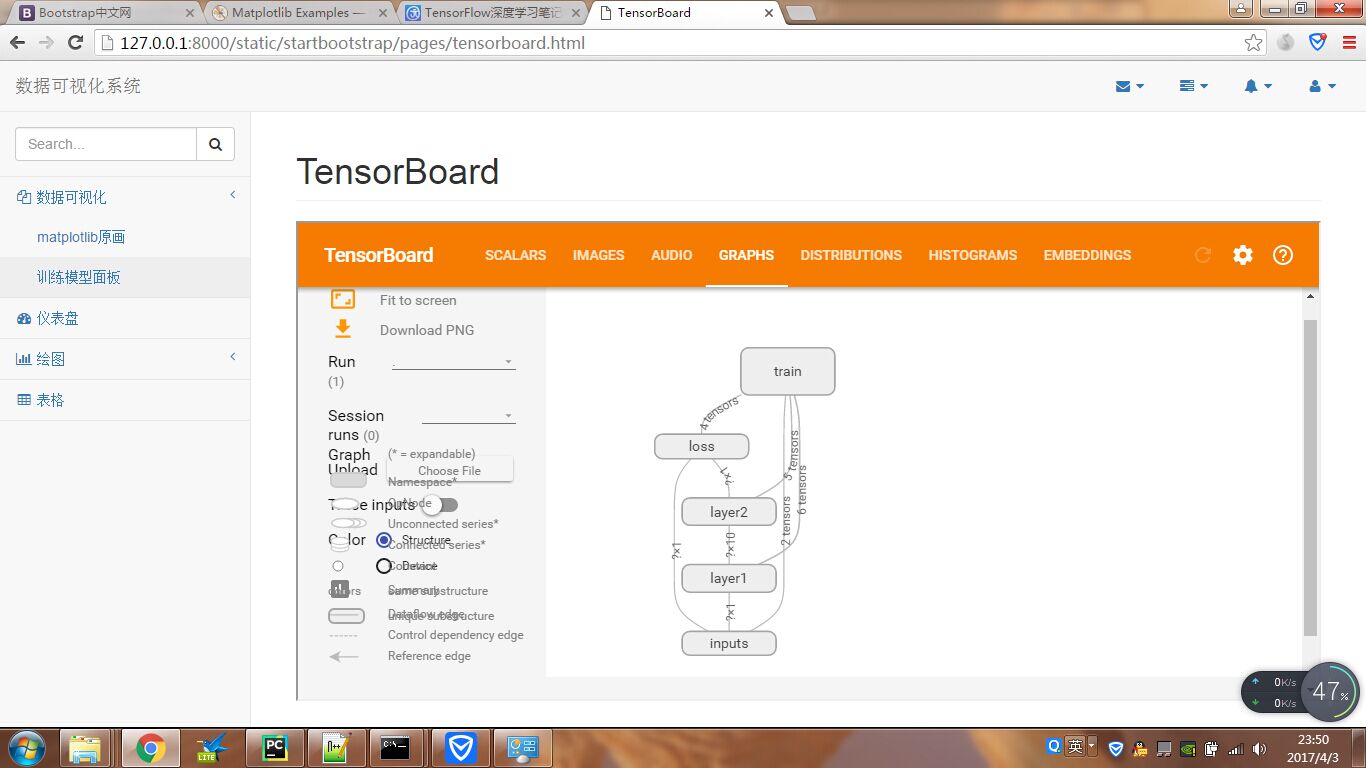 Bootstrap中文网
Matplotlib Examples —
TensorFlow深度学习笔记
TensorBoard
127.0.0.1:8000/static/startbootstrap/pages/tensorboard.html
数据可视化系统
Search...
数据可视化
matplotlib原画
训练模型面板
仪表盘
绘图
表格
TensorBoard
TensorBoard
SCALARS
IMAGES
AUDIO
GRAPHS
DISTRIBUTIONS
HISTOGRAMS
EMBEDDINGS
Fit to screen
Download PNG
Run
(1)
.
Session
runs (0)
Graph
(* = expandable)
Upload
Choose File
Namespace*
OpNode
Trace inputs
Unconnected series*
Color
Structure
Connected series*
Device
Constant
Summary
colors
same substructure
Dataflow edge
unique substructure
Control dependency edge
Reference edge
train
4 tensors
loss
?×1
5 tensors
6 tensors
layer2
2 tensors
?×10
?×1
layer1
?×1
inputs
0K/s
0K/s
47%
LITE
PC
C:\.
英
23:50
2017/4/3